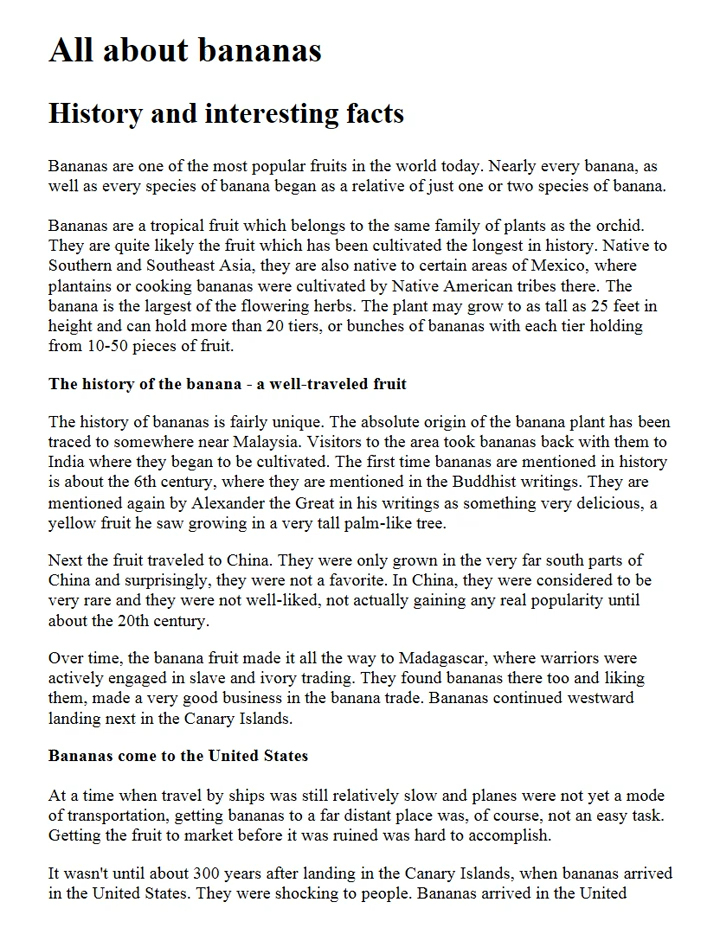 All about bananas
History and interesting facts
Bananas are one of the most popular fruits in the world today. Nearly every banana, as
well as every species of banana began as a relative of just one or two species of banana.
Bananas are a tropical fruit which belongs to the same family of plants as the orchid.
They are quite likely the fruit which has been cultivated the longest in history. Native to
Southern and Southeast Asia, they are also native to certain areas of Mexico, where
plantains or cooking bananas were cultivated by Native American tribes there. The
banana is the largest of the flowering herbs. The plant may grow to as tall as 25 feet in
height and can hold more than 20 tiers, or bunches of bananas with each tier holding
from 10-50 pieces of fruit.
The history of the banana - a well-traveled fruit
The history of bananas is fairly unique. The absolute origin of the banana plant has been
traced to somewhere near Malaysia. Visitors to the area took bananas back with them to
India where they began to be cultivated. The first time bananas are mentioned in history
is about the 6th century, where they are mentioned in the Buddhist writings. They are
mentioned again by Alexander the Great in his writings as something very delicious, a
yellow fruit he saw growing in a very tall palm-like tree.
Next the fruit traveled to China. They were only grown in the very far south parts of
China and surprisingly, they were not a favorite. In China, they were considered to be
very rare and they were not well-liked, not actually gaining any real popularity until
about the 20th century.
Over time, the banana fruit made it all the way to Madagascar, where warriors were
actively engaged in slave and ivory trading. They found bananas there too and liking
them, made a very good business in the banana trade. Bananas continued westward
landing next in the Canary Islands.
Bananas come to the United States
At a time when travel by ships was still relatively slow and planes were not yet a mode
of transportation, getting bananas to a far distant place was, of course, not an easy task.
Getting the fruit to market before it was ruined was hard to accomplish.
It wasn't until about 300 years after landing in the Canary Islands, when bananas arrived
in the United States. They were shocking to people. Bananas arrived in the United